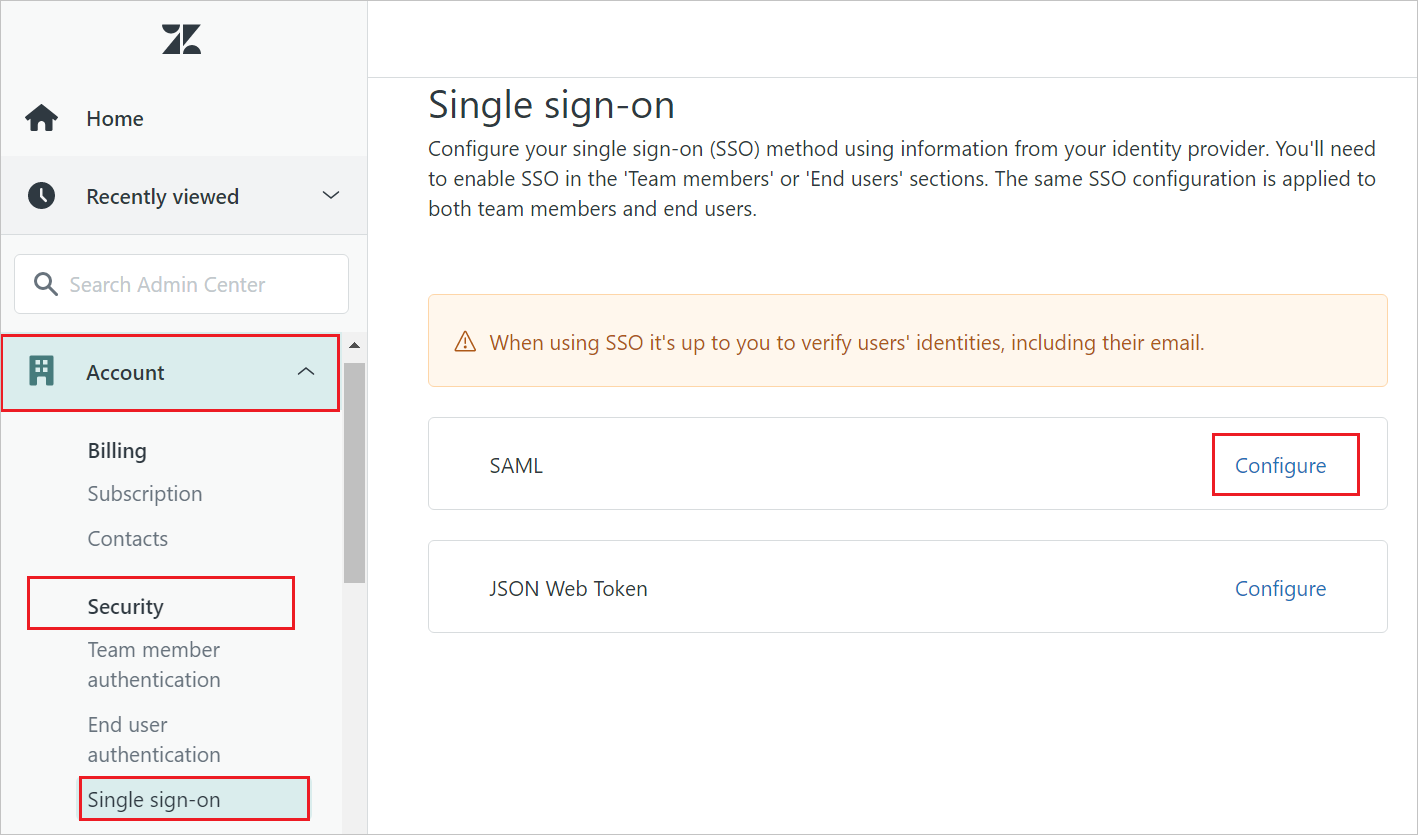 Home
Recently viewed
Search Admin Center
Account
Billing
Subscription
Contacts
Security
Team member
authentication
End user
authentication
Single sign-on
Single sign-on
Configure your single sign-on (SSO) method using information from your identity provider. You'll need
to enable SSO in the 'Team members' or 'End users' sections. The same SSO configuration is applied to
both team members and end users.
When using SSO it's up to you to verify users' identities, including their email.
SAML
Configure
JSON Web Token
Configure